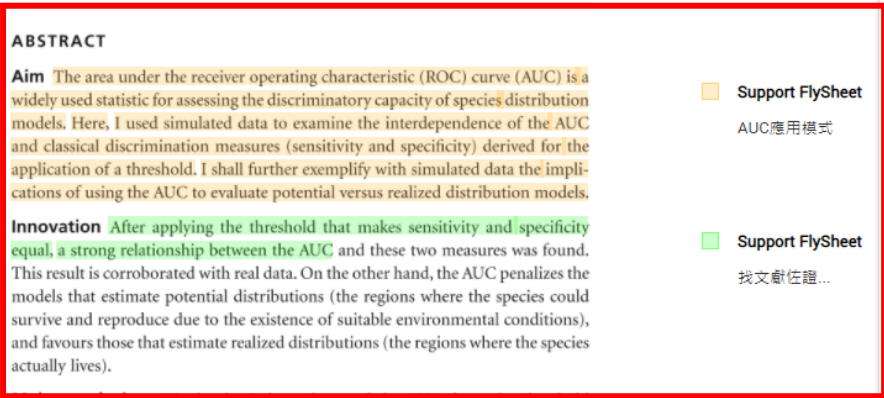 ABSTRACT
Aim The area under the receiver operating characteristic (ROC) curve (AUC) is a
widely used statistic for assessing the discriminatory capacity of species distribution
models. Here, I used simulated data to examine the interdependence of the AUC
and classical discrimination measures (sensitivity and specificity) derived for the
application of a threshold. I shall further exemplify with simulated data the impli-
cations of using the AUC to evaluate potential versus realized distribution models.
Innovation After applying the threshold that makes sensitivity and specificity
equal, a strong relationship between the AUC and these two measures was found.
This result is corroborated with real data. On the other hand, the AUC penalizes the
models that estimate potential distributions (the regions where the species could
survive and reproduce due to the existence of suitable environmental conditions),
and favours those that estimate realized distributions (the regions where the species
actually lives).
Support FlySheet
AUC應用模式
Support FlySheet
找文獻佐證...